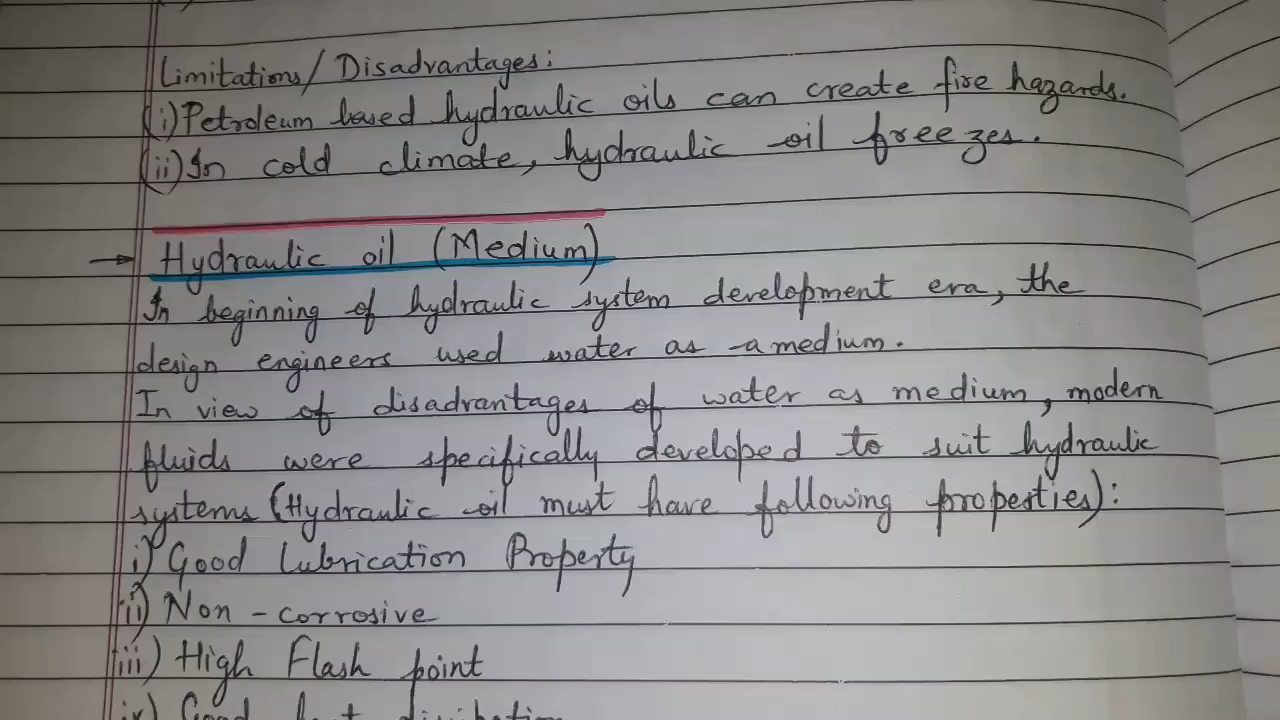 Limitations/Disadvantages:
(i) Petroleum based hydraulic oils can create fire hazards.
(ii) In cold climate, hydraulic oil freezes.
→ Hydraulic oil (Medium)
In beginning of hydraulic system development era, the
design engineers used water as a medium.
In view of disadvantages of water as medium, modern
fluids were specifically developed to suit hydraulic
systems (Hydraulic oil must have following properties):
i) Good Lubrication Property
ii) Non-corrosive
iii) High Flash point
iv) Good